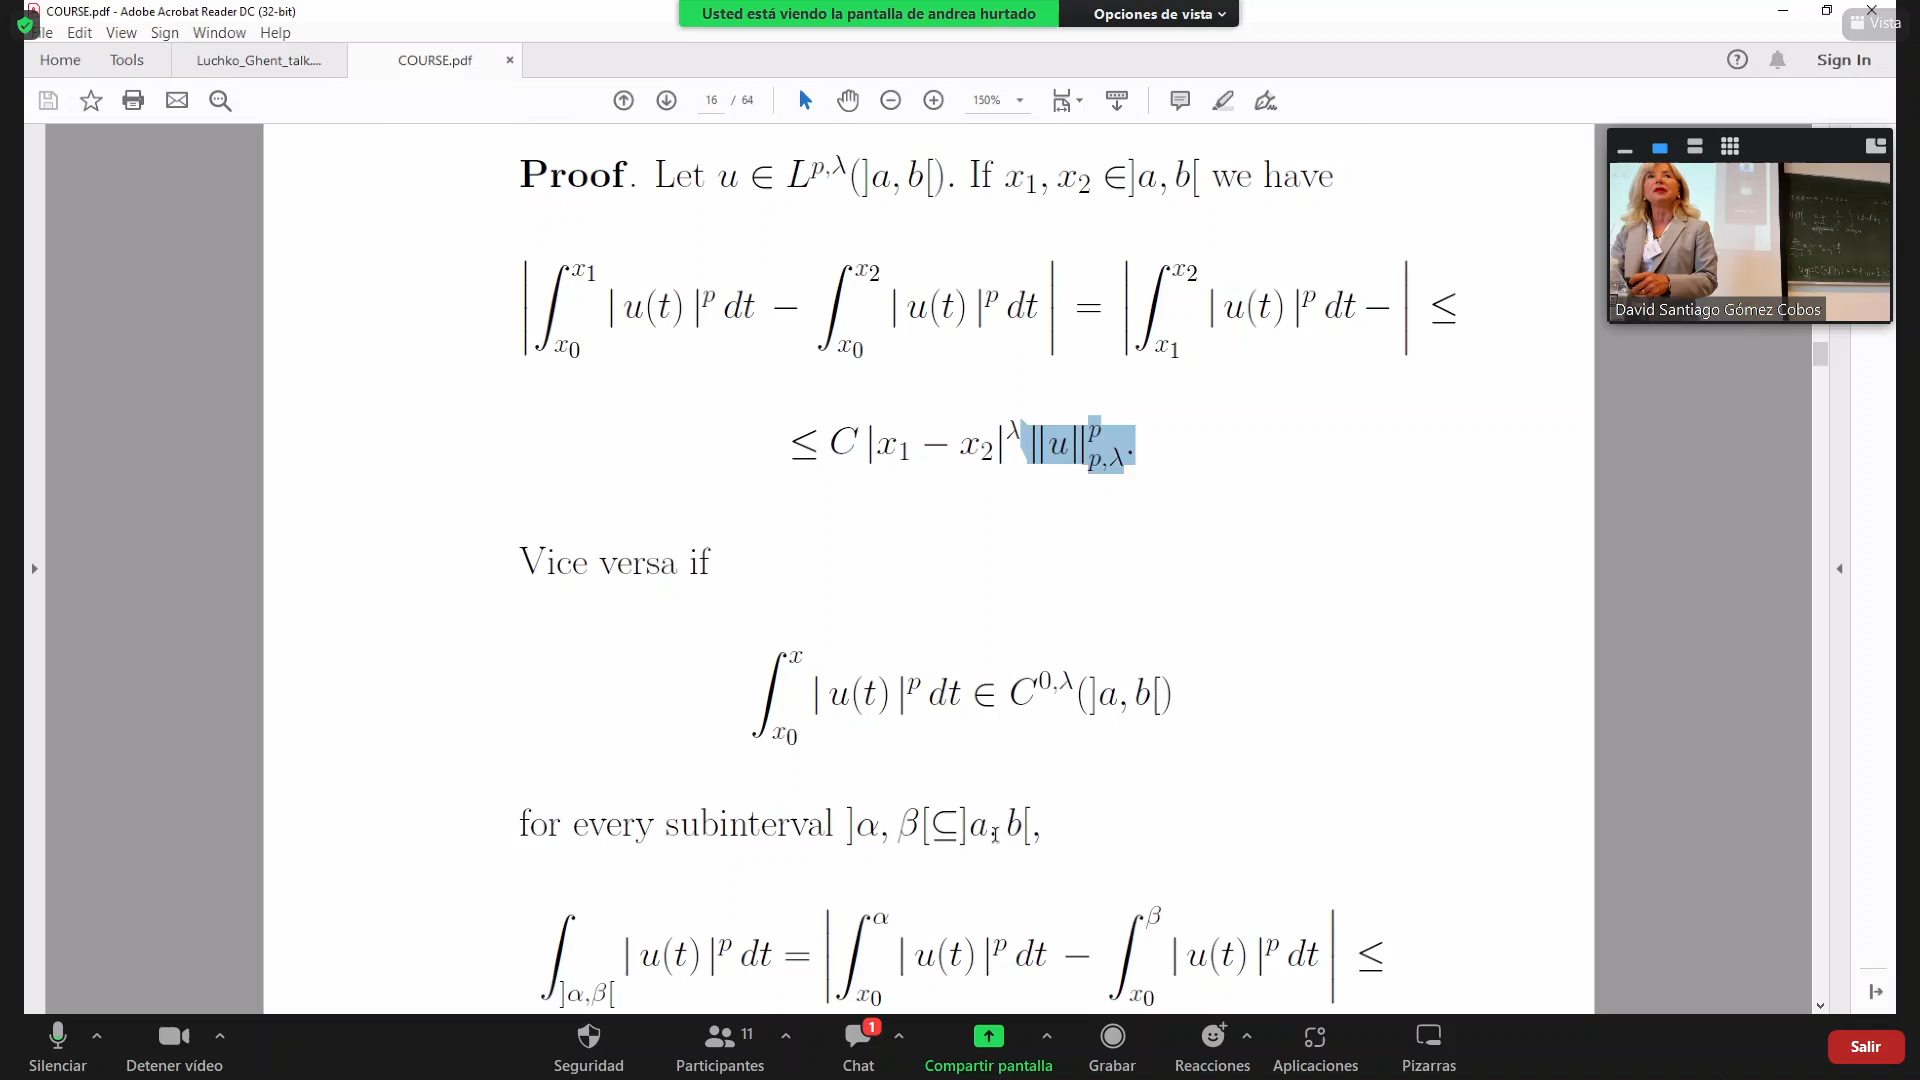 COURSE.pdf - Adobe Acrobat Reader DC (32-bit)
Usted está viendo la pantalla de andrea hurtado
Opciones de vista
Vista
File Edit View Sign Window Help
Home Tools Luchko_Ghent_talk.... COURSE.pdf × Sign In
16 / 64 150%
Proof. Let u ∈ L^{p,λ}(]a, b[). If x₁, x₂ ∈]a, b[ we have
| ∫_{x₀}^{x₁} | u(t) |^p dt − ∫_{x₀}^{x₂} | u(t) |^p dt | = | ∫_{x₁}^{x₂} | u(t) |^p dt − | ≤
≤ C |x₁ − x₂|^λ ‖u‖^p_{p,λ}.
Vice versa if
∫_{x₀}^{x} | u(t) |^p dt ∈ C^{0,λ}(]a, b[)
for every subinterval ]α, β[⊆]a, b[,
∫_{]α,β[} | u(t) |^p dt = | ∫_{x₀}^{α} | u(t) |^p dt − ∫_{x₀}^{β} | u(t) |^p dt | ≤
David Santiago Gómez Cobos
Silenciar
Detener vídeo
Seguridad
11
Participantes
1
Chat
Compartir pantalla
Grabar
Reacciones
Aplicaciones
Pizarras
Salir